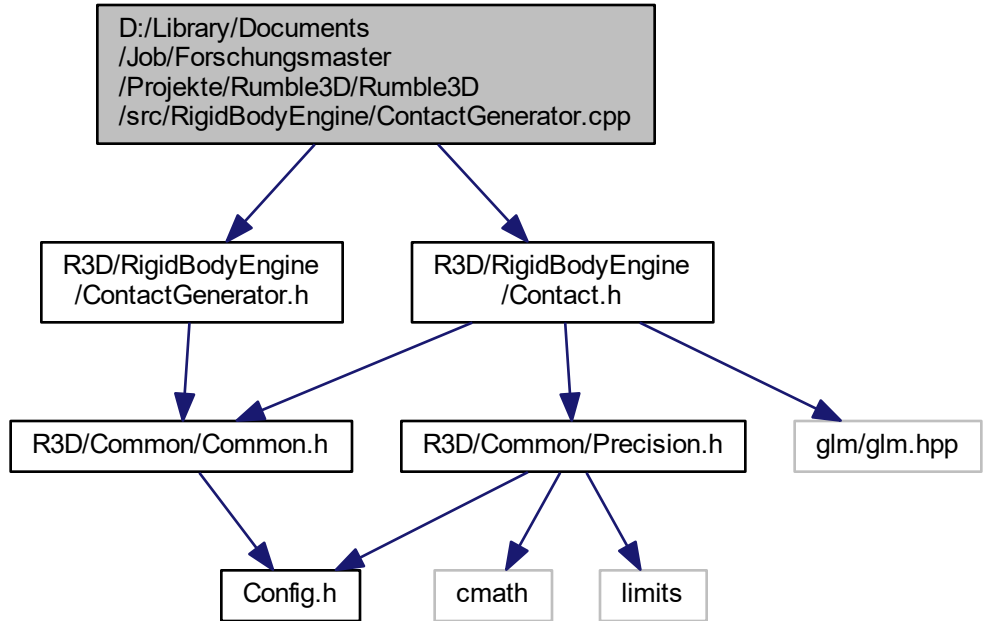 D:/Library/Documents
/Job/Forschungsmaster
/Projekte/Rumble3D/Rumble3D
/src/RigidBodyEngine/ContactGenerator.cpp
R3D/RigidBodyEngine
/ContactGenerator.h
R3D/RigidBodyEngine
/Contact.h
R3D/Common/Common.h
R3D/Common/Precision.h
glm/glm.hpp
Config.h
cmath
limits